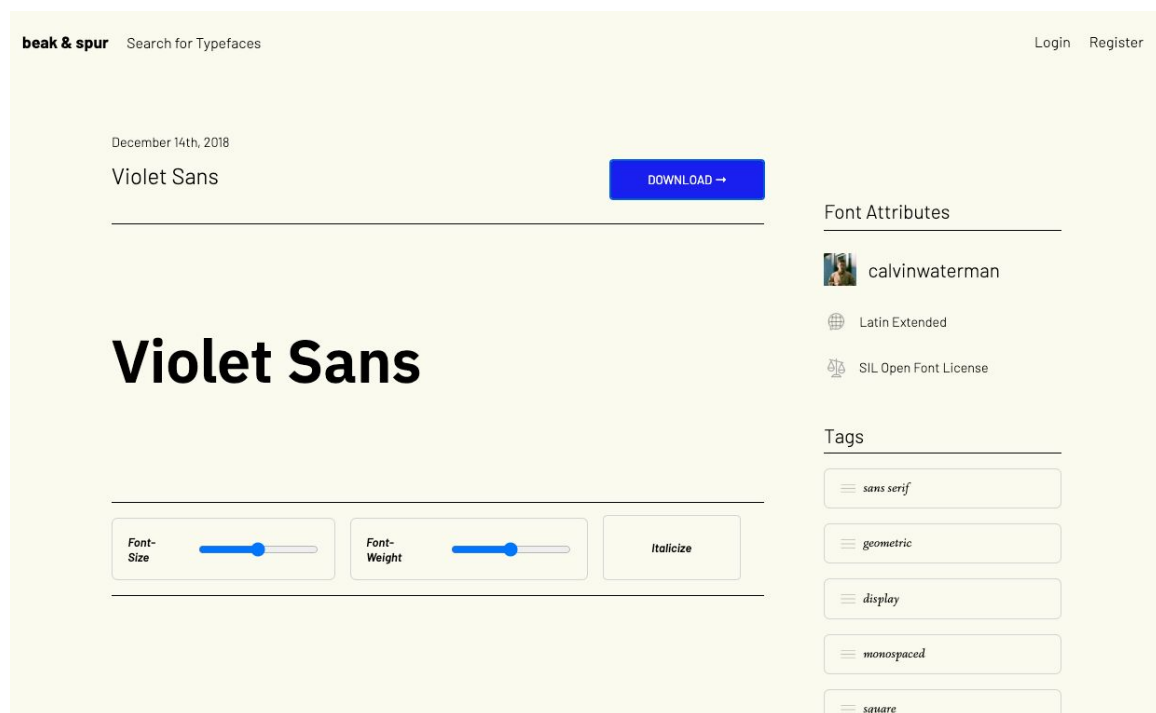 beak & spur Search for Typefaces Login Register
December 14th, 2018
Violet Sans
DOWNLOAD →
Violet Sans
Font-
Size
Font-
Weight
Italicize
Font Attributes
calvinwaterman
Latin Extended
SIL Open Font License
Tags
sans serif
geometric
display
monospaced
square